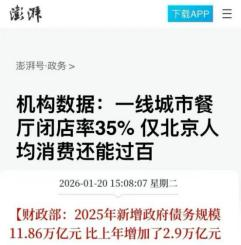 澎湃
下载APP
澎湃号·政务 >
机构数据：一线城市餐
厅闭店率35% 仅北京人
均消费还能过百
2026-01-20 15:08:07 星期二
【财政部：2025年新增政府债务规模
11.86万亿元 比上年增加了2.9万亿元